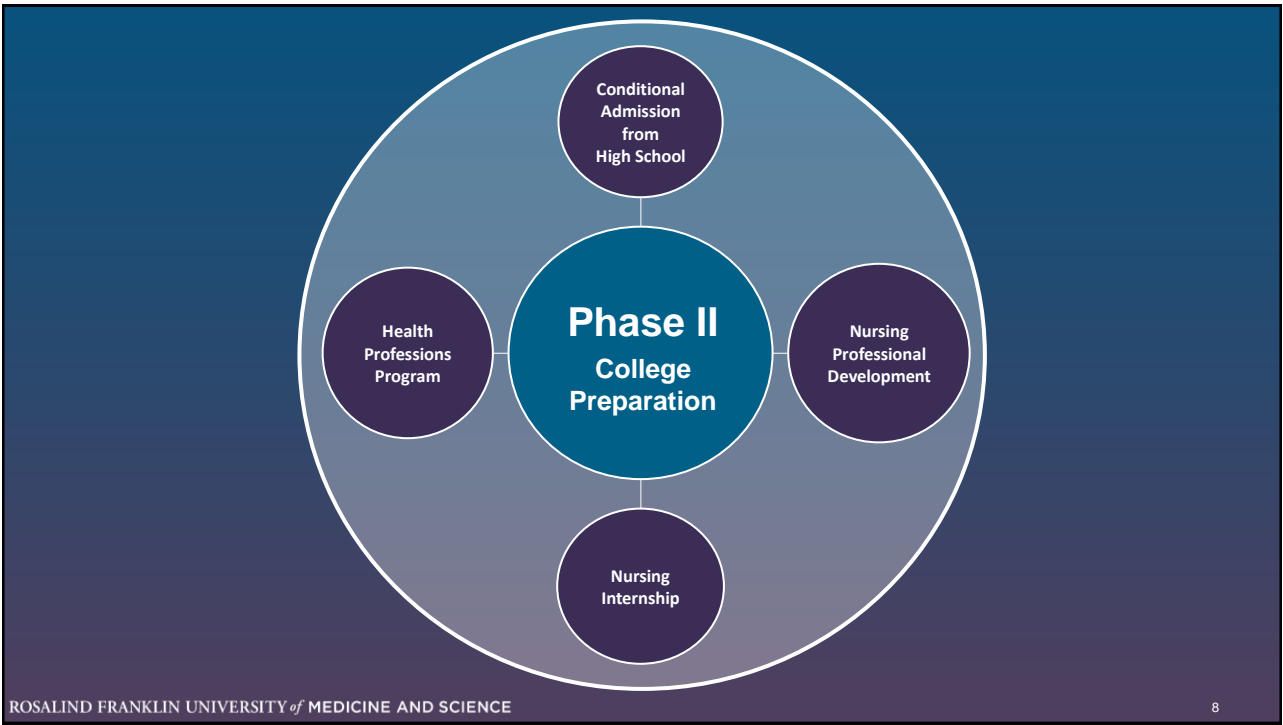 Conditional
Admission
from
High School
Health
Professions
Program
Phase II
College
Preparation
Nursing
Professional
Development
Nursing
Internship
ROSALIND FRANKLIN UNIVERSITY of MEDICINE AND SCIENCE
8